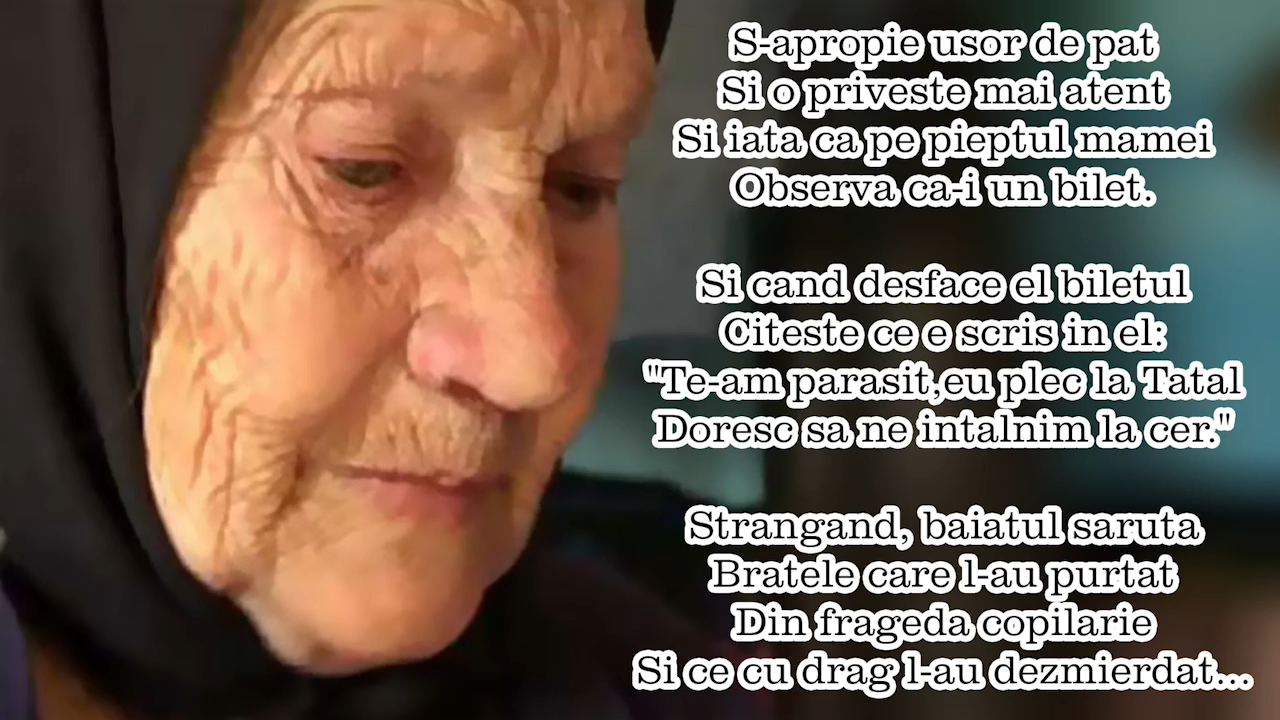 S-apropie usor de pat
Si o priveste mai atent
Si iata ca pe pieptul mamei
Observa ca-i un bilet.
Si cand desface el biletul
Citeste ce e scris in el:
"Te-am parasit,eu plec la Tatal
Doresc sa ne intalnim la cer."
Strangand, baiatul saruta
Bratele care l-au purtat
Din frageda copilarie
Si ce cu drag l-au dezmierdat...